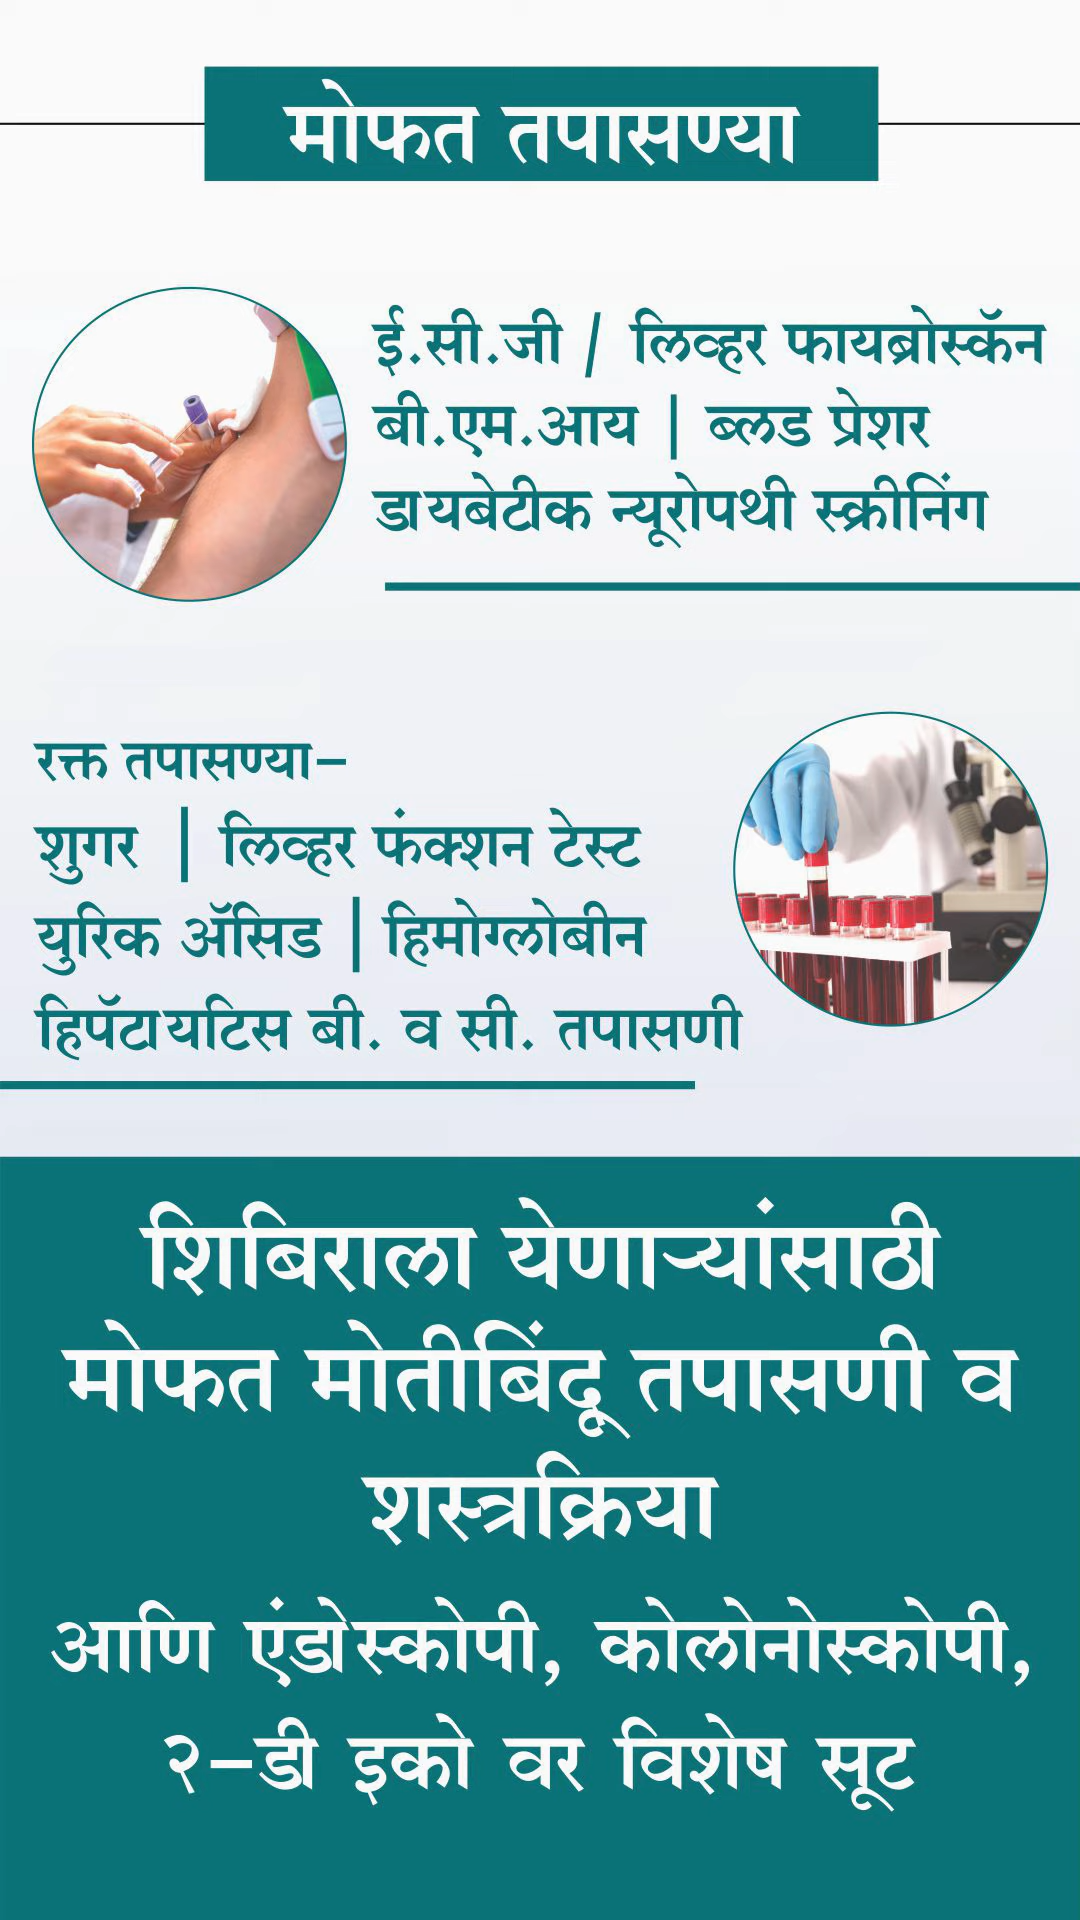 मोफत तपासण्या
ई.सी.जी / लिव्हर फायब्रोस्कॅन
बी.एम.आय | ब्लड प्रेशर
डायबेटीक न्यूरोपथी स्क्रीनिंग
रक्त तपासण्या–
शुगर | लिव्हर फंक्शन टेस्ट
युरिक ॲसिड | हिमोग्लोबीन
हिपॅटायटिस बी. व सी. तपासणी
शिबिराला येणाऱ्यांसाठी
मोफत मोतीबिंदू तपासणी व
शस्त्रक्रिया
आणि एंडोस्कोपी, कोलोनोस्कोपी,
२–डी इको वर विशेष सूट